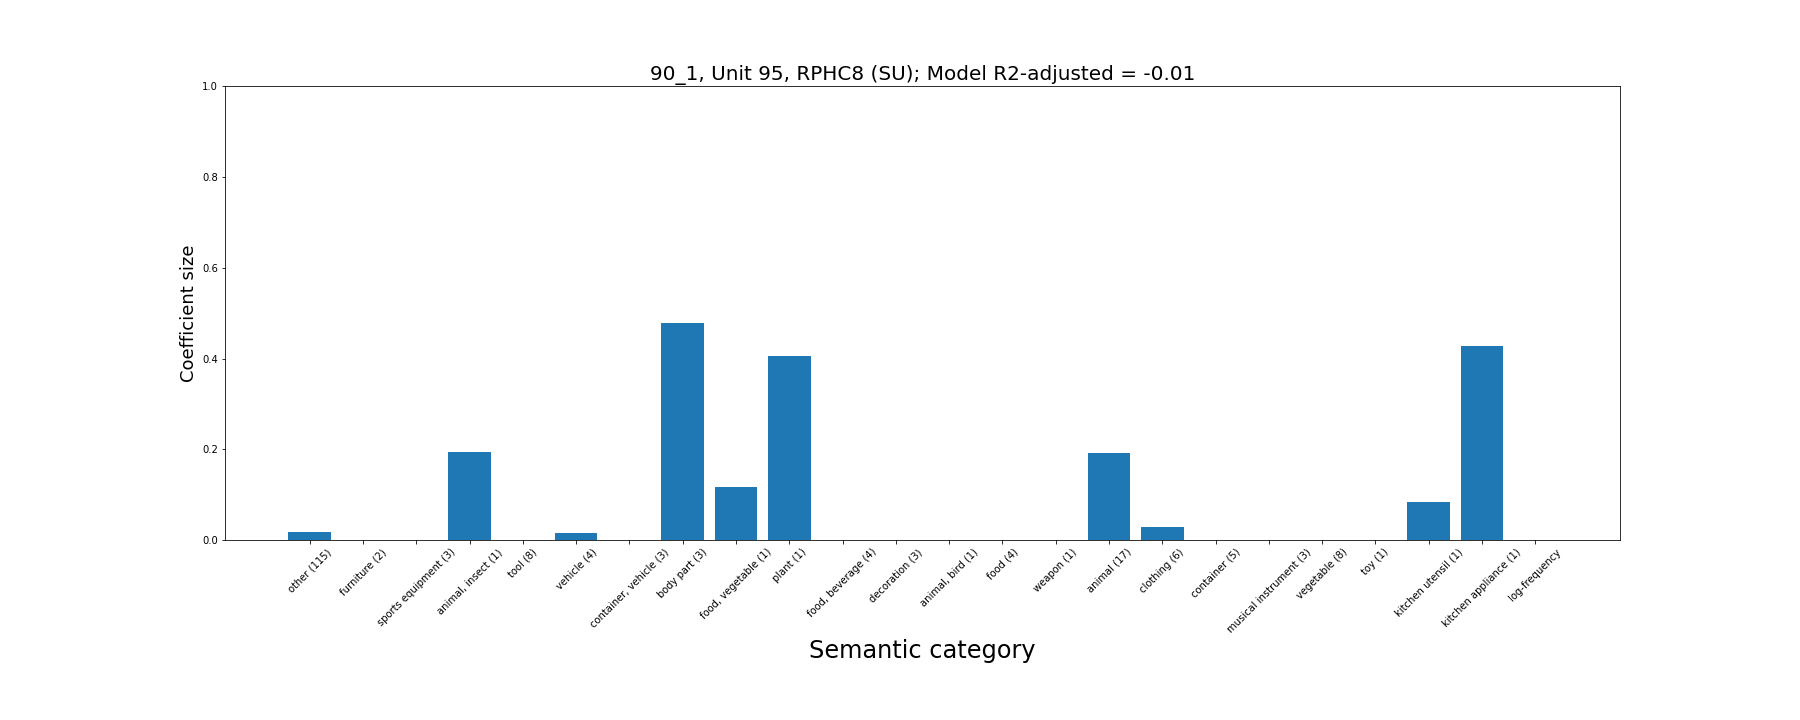 90_1, Unit 95, RPHC8 (SU); Model R2-adjusted = -0.01
1.0
0.8
0.6
0.4
0.2
0.0
Coefficient size
other (115)
furniture (2)
sports equipment (3)
animal, insect (1)
tool (8)
vehicle (4)
container, vehicle (3)
body part (3)
food, vegetable (1)
plant (1)
food, beverage (4)
decoration (3)
animal, bird (1)
food (4)
weapon (1)
animal (17)
clothing (6)
container (5)
musical instrument (3)
vegetable (8)
toy (1)
kitchen utensil (1)
kitchen appliance (1)
log-frequency
Semantic category